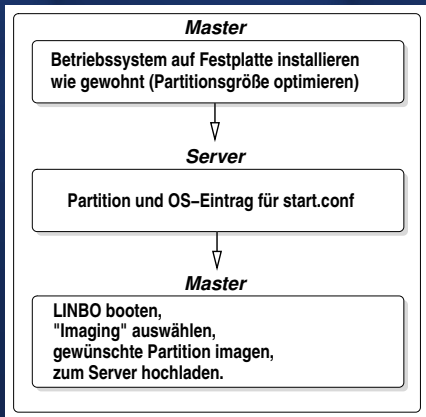 Master
Betriebssystem auf Festplatte installieren
wie gewohnt (Partitionsgröße optimieren)
Server
Partition und OS–Eintrag für start.conf
Master
LINBO booten,
"Imaging" auswählen,
gewünschte Partition imagen,
zum Server hochladen.